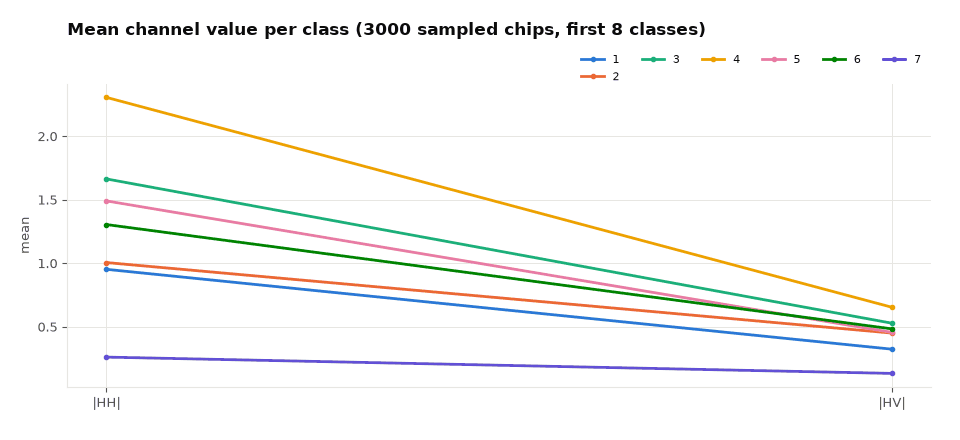 Mean channel value per class (3000 sampled chips, first 8 classes)
1 3 4 5 6 7
2
2.0
1.5
1.0
0.5
mean
|HH| |HV|